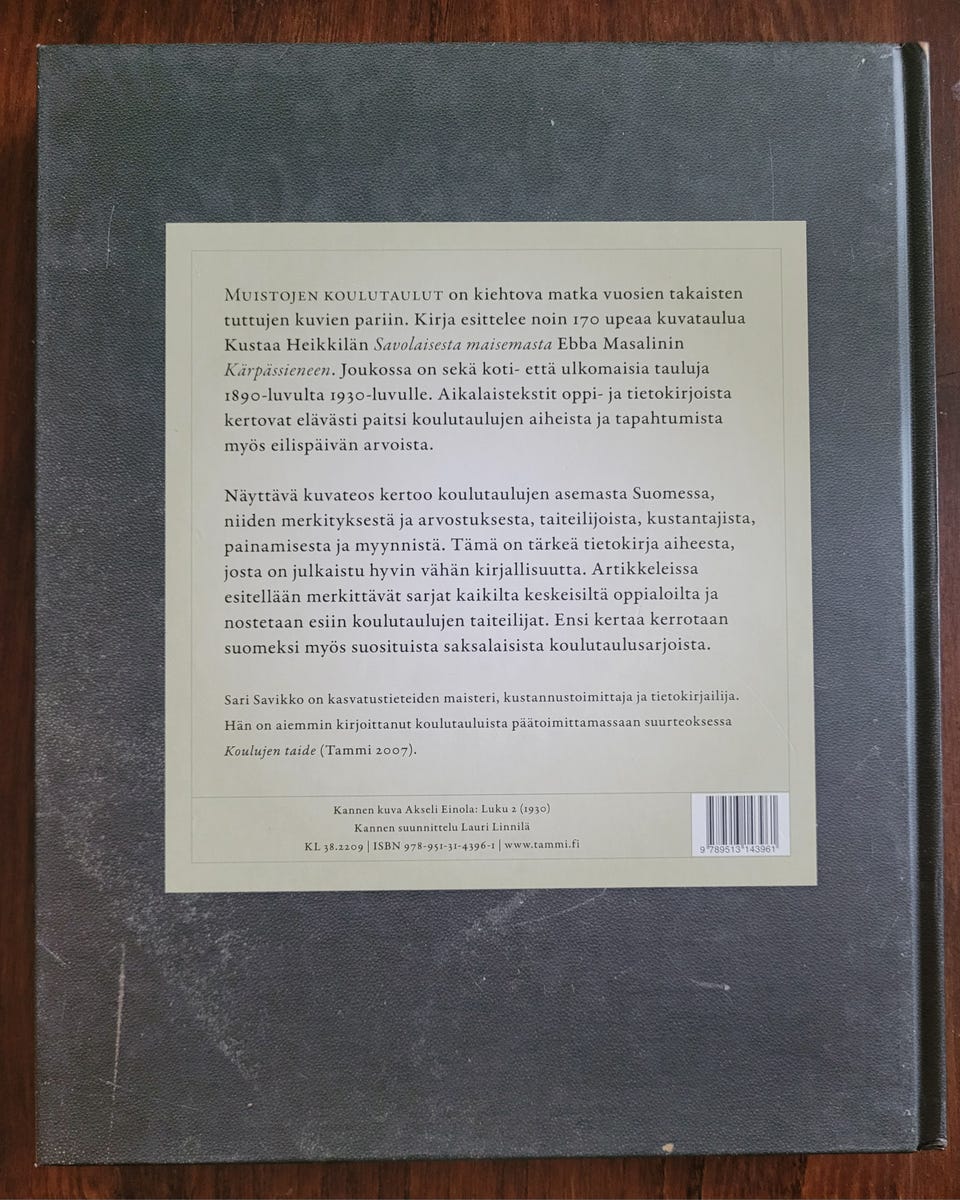 MUISTOJEN KOULUTAULUT on kiehtova matka vuosien takaisten
tuttujen kuvien pariin. Kirja esittelee noin 170 upeaa kuvataulua
Kustaa Heikkilän Savolaisesta maisemasta Ebba Masalinin
Kärpässieneen. Joukossa on sekä koti- että ulkomaisia tauluja
1890-luvulta 1930-luvulle. Aikalaistekstit oppi- ja tietokirjoista
kertovat elävästi paitsi koulutaulujen aiheista ja tapahtumista
myös eilispäivän arvoista.
Näyttävä kuvateos kertoo koulutaulujen asemasta Suomessa,
niiden merkityksestä ja arvostuksesta, taiteilijoista, kustantajista,
painamisesta ja myynnistä. Tämä on tärkeä tietokirja aiheesta,
josta on julkaistu hyvin vähän kirjallisuutta. Artikkeleissa
esitellään merkittävät sarjat kaikilta keskeisiltä oppialoilta ja
nostetaan esiin koulutaulujen taiteilijat. Ensi kertaa kerrotaan
suomeksi myös suosituista saksalaisista koulutaulusarjoista.
Sari Savikko on kasvatustieteiden maisteri, kustannustoimittaja ja tietokirjailija.
Hän on aiemmin kirjoittanut koulutauluista päätoimittamassaan suurteoksessa
Koulujen taide (Tammi 2007).
Kannen kuva Akseli Einola: Luku 2 (1930)
Kannen suunnittelu Lauri Linnilä
KL 38.2209 | ISBN 978-951-31-4396-1 | www.tammi.fi
9 789513 143961